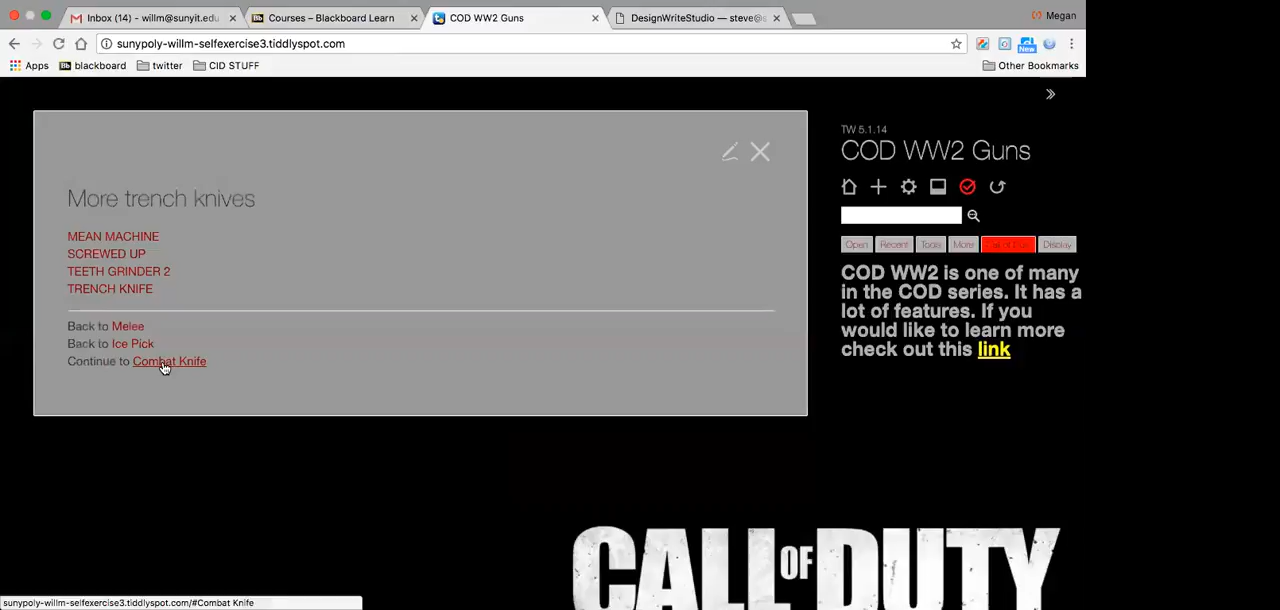 Inbox (14) - willm@sunyit.edu
Courses – Blackboard Learn
COD WW2 Guns
DesignWriteStudio — steve@s
Megan
sunypoly-willm-selfexercise3.tiddlyspot.com
New
Apps
Bb blackboard
twitter
CID STUFF
Other Bookmarks
TW 5.1.14
COD WW2 Guns
Open
Recent
Tools
More
Call of Duty
Display
COD WW2 is one of many
in the COD series. It has a
lot of features. If you
would like to learn more
check out this link
More trench knives
MEAN MACHINE
SCREWED UP
TEETH GRINDER 2
TRENCH KNIFE
Back to Melee
Back to Ice Pick
Continue to Combat Knife
CALL OF DUTY
sunypoly-willm-selfexercise3.tiddlyspot.com/#Combat Knife